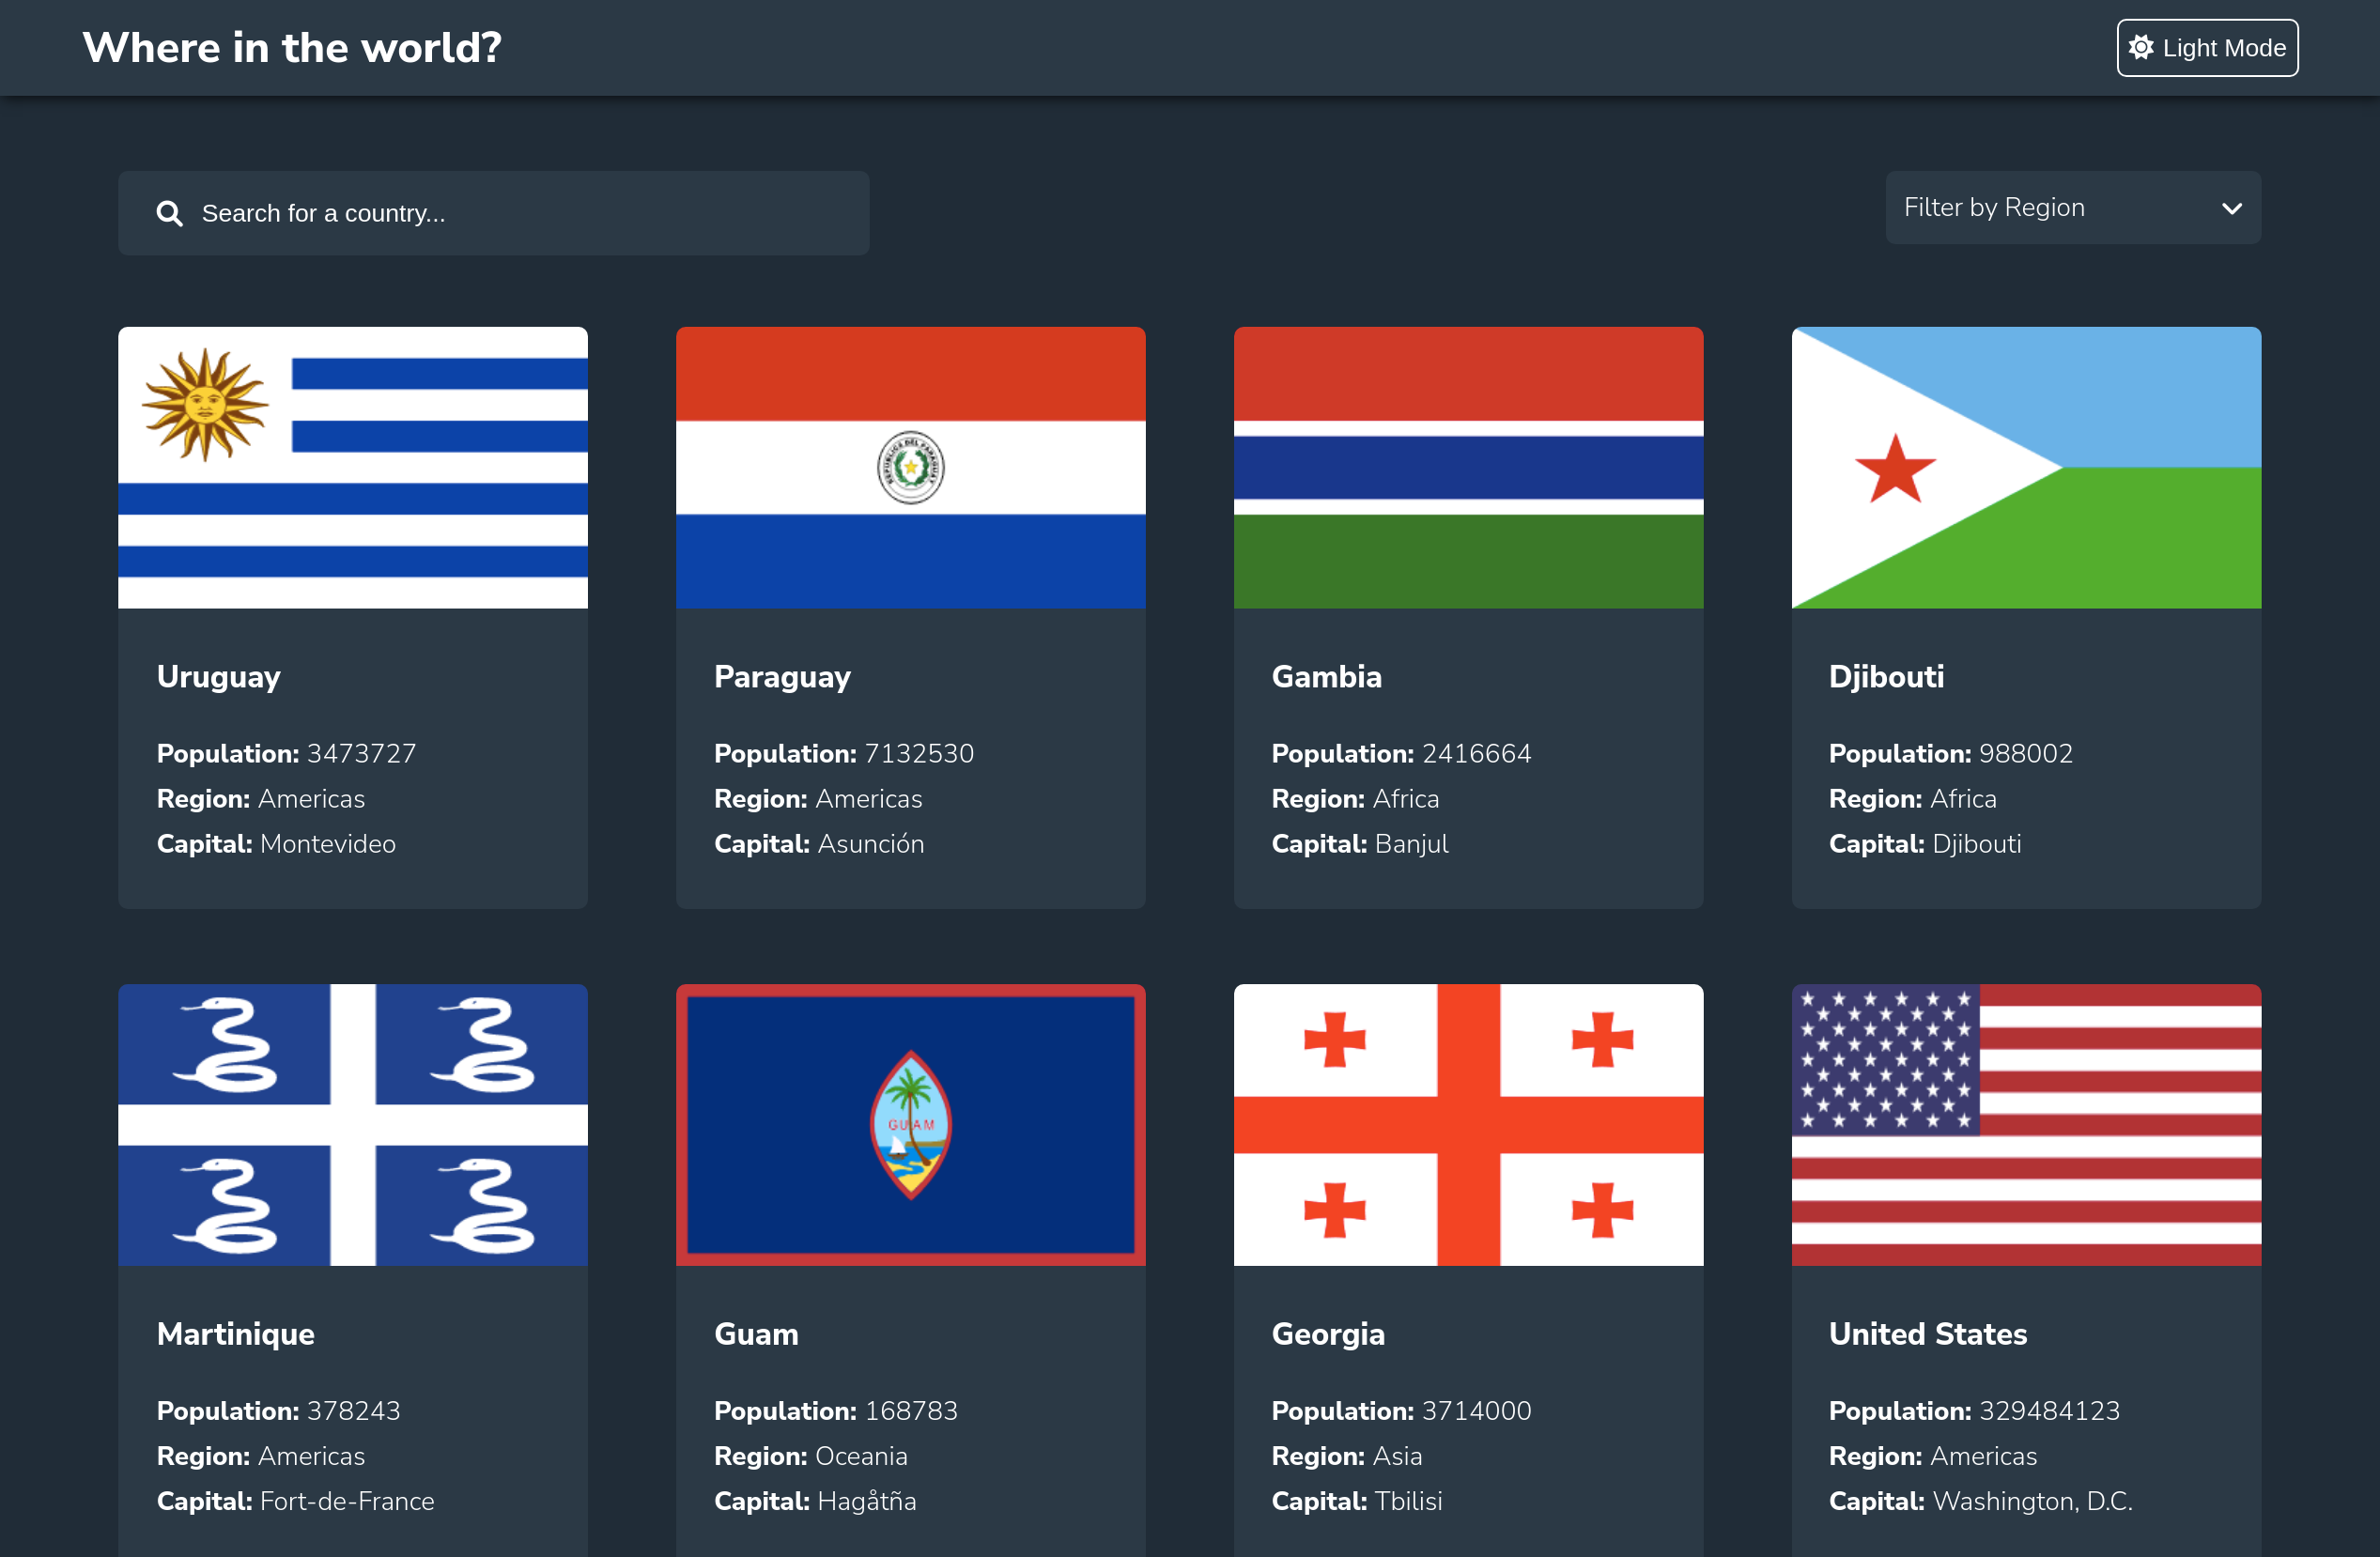 Where in the world?
Light Mode
Search for a country...
Filter by Region
REPUBLICA DEL PARAGUAY
Uruguay
Population: 3473727
Region: Americas
Capital: Montevideo
Paraguay
Population: 7132530
Region: Americas
Capital: Asunción
Gambia
Population: 2416664
Region: Africa
Capital: Banjul
Djibouti
Population: 988002
Region: Africa
Capital: Djibouti
GUAM
Martinique
Population: 378243
Region: Americas
Capital: Fort-de-France
Guam
Population: 168783
Region: Oceania
Capital: Hagåtña
Georgia
Population: 3714000
Region: Asia
Capital: Tbilisi
United States
Population: 329484123
Region: Americas
Capital: Washington, D.C.